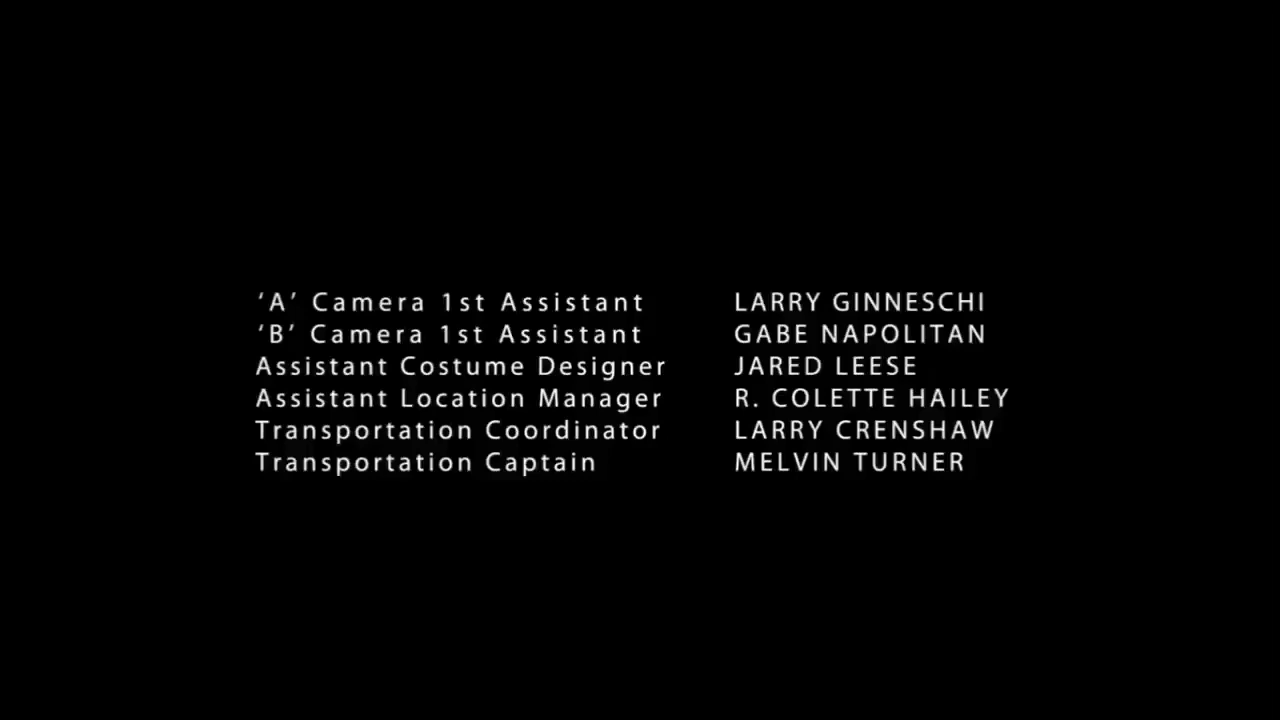 ‘A’ Camera 1st Assistant LARRY GINNESCHI
‘B’ Camera 1st Assistant GABE NAPOLITAN
Assistant Costume Designer JARED LEESE
Assistant Location Manager R. COLETTE HAILEY
Transportation Coordinator LARRY CRENSHAW
Transportation Captain MELVIN TURNER